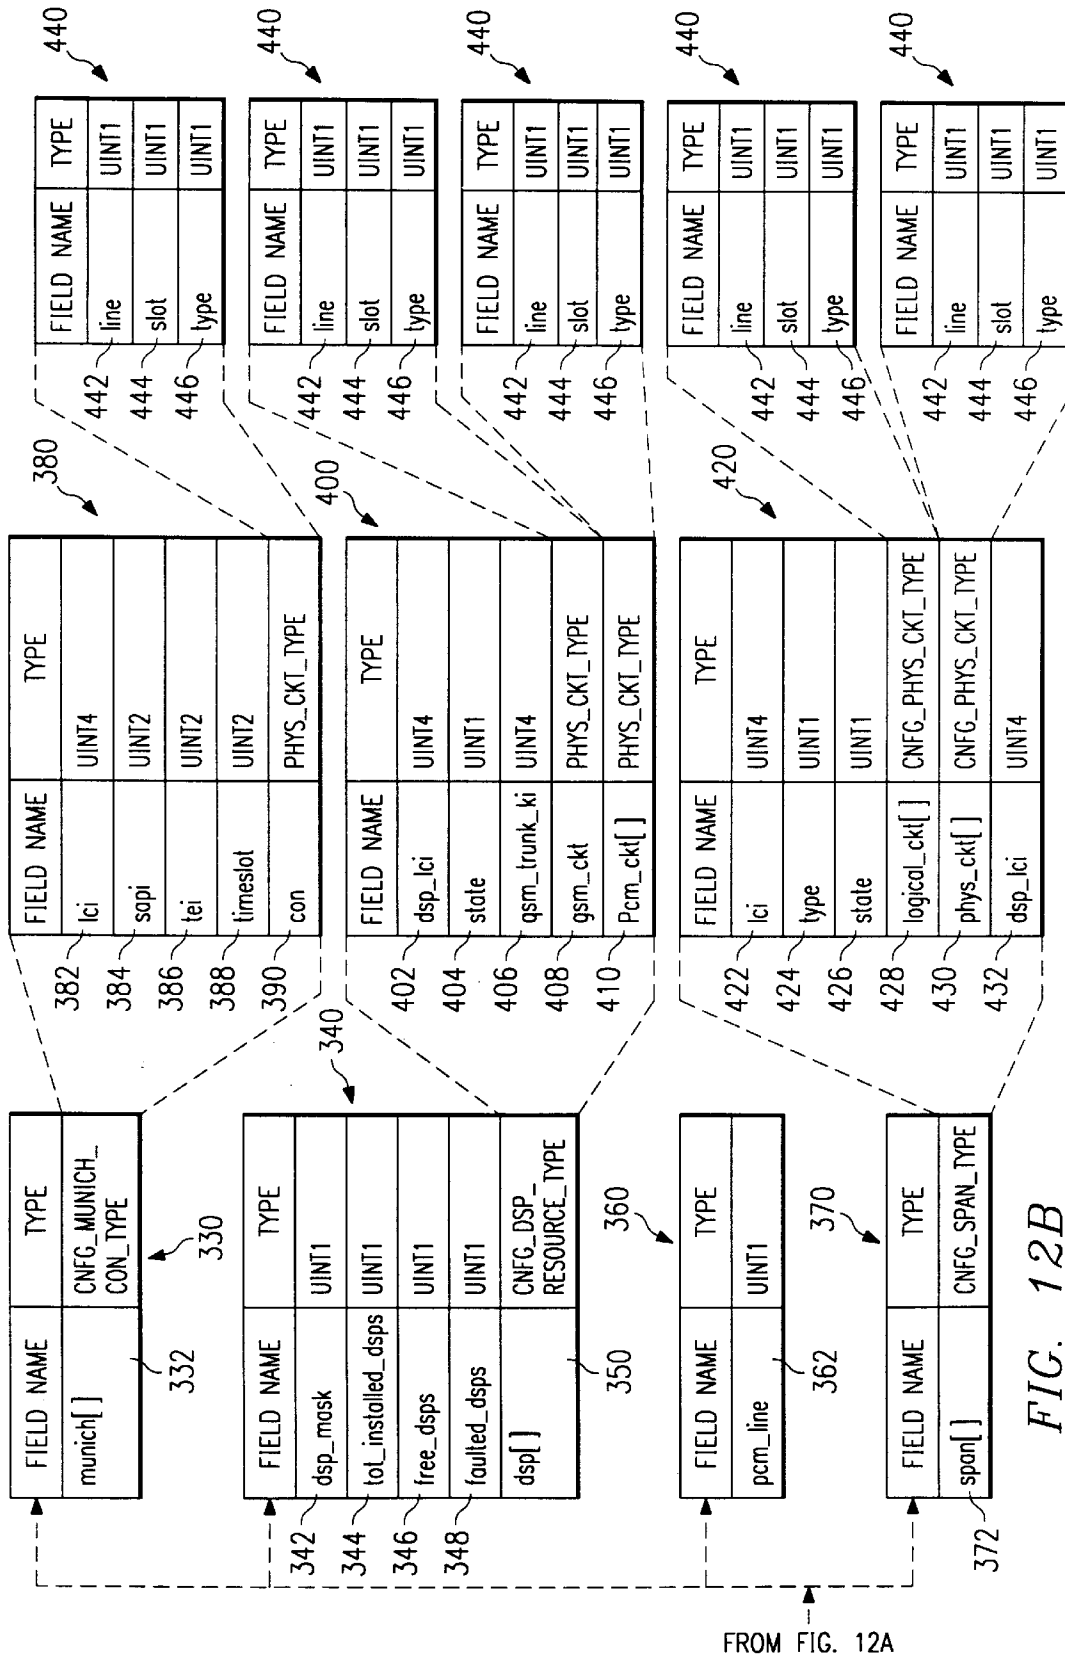 FIELD NAME TYPE
munich[ ] CNFG_MUNICH_
CON_TYPE
332
330
FIELD NAME TYPE
342 dsp_mask UINT1
344 tot_installed_dsps UINT1
346 free_dsps UINT1
348 faulted_dsps UINT1
dsp[ ] CNFG_DSP_
RESOURCE_TYPE
350
340
FIELD NAME TYPE
pcm_line UINT1
362
360
FIELD NAME TYPE
span[ ] CNFG_SPAN_TYPE
372
370
FROM FIG. 12A
FIELD NAME TYPE
382 lci UINT4
384 sapi UINT2
386 tei UINT2
388 timeslot UINT2
390 con PHYS_CKT_TYPE
380
FIELD NAME TYPE
402 dsp_lci UINT4
404 state UINT1
406 qsm_trunk_ki UINT4
408 gsm_ckt PHYS_CKT_TYPE
410 Pcm_ckt[ ] PHYS_CKT_TYPE
400
FIELD NAME TYPE
422 lci UINT4
424 type UINT1
426 state UINT1
428 logical_ckt[ ] CNFG_PHYS_CKT_TYPE
430 phys_ckt[ ] CNFG_PHYS_CKT_TYPE
432 dsp_lci UINT4
420
FIELD NAME TYPE
442 line UINT1
444 slot UINT1
446 type UINT1
440
FIELD NAME TYPE
442 line UINT1
444 slot UINT1
446 type UINT1
440
FIELD NAME TYPE
442 line UINT1
444 slot UINT1
446 type UINT1
440
FIELD NAME TYPE
442 line UINT1
444 slot UINT1
446 type UINT1
440
FIELD NAME TYPE
442 line UINT1
444 slot UINT1
446 type UINT1
440
FIG. 12B